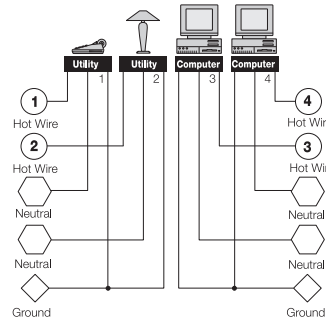 Utility Utility Computer Computer
1 2 3 4
1 4
Hot Wire Hot Wir
2 3
Hot Wire Hot Wir
Neutral Neutral
Neutral Neutral
Ground Ground